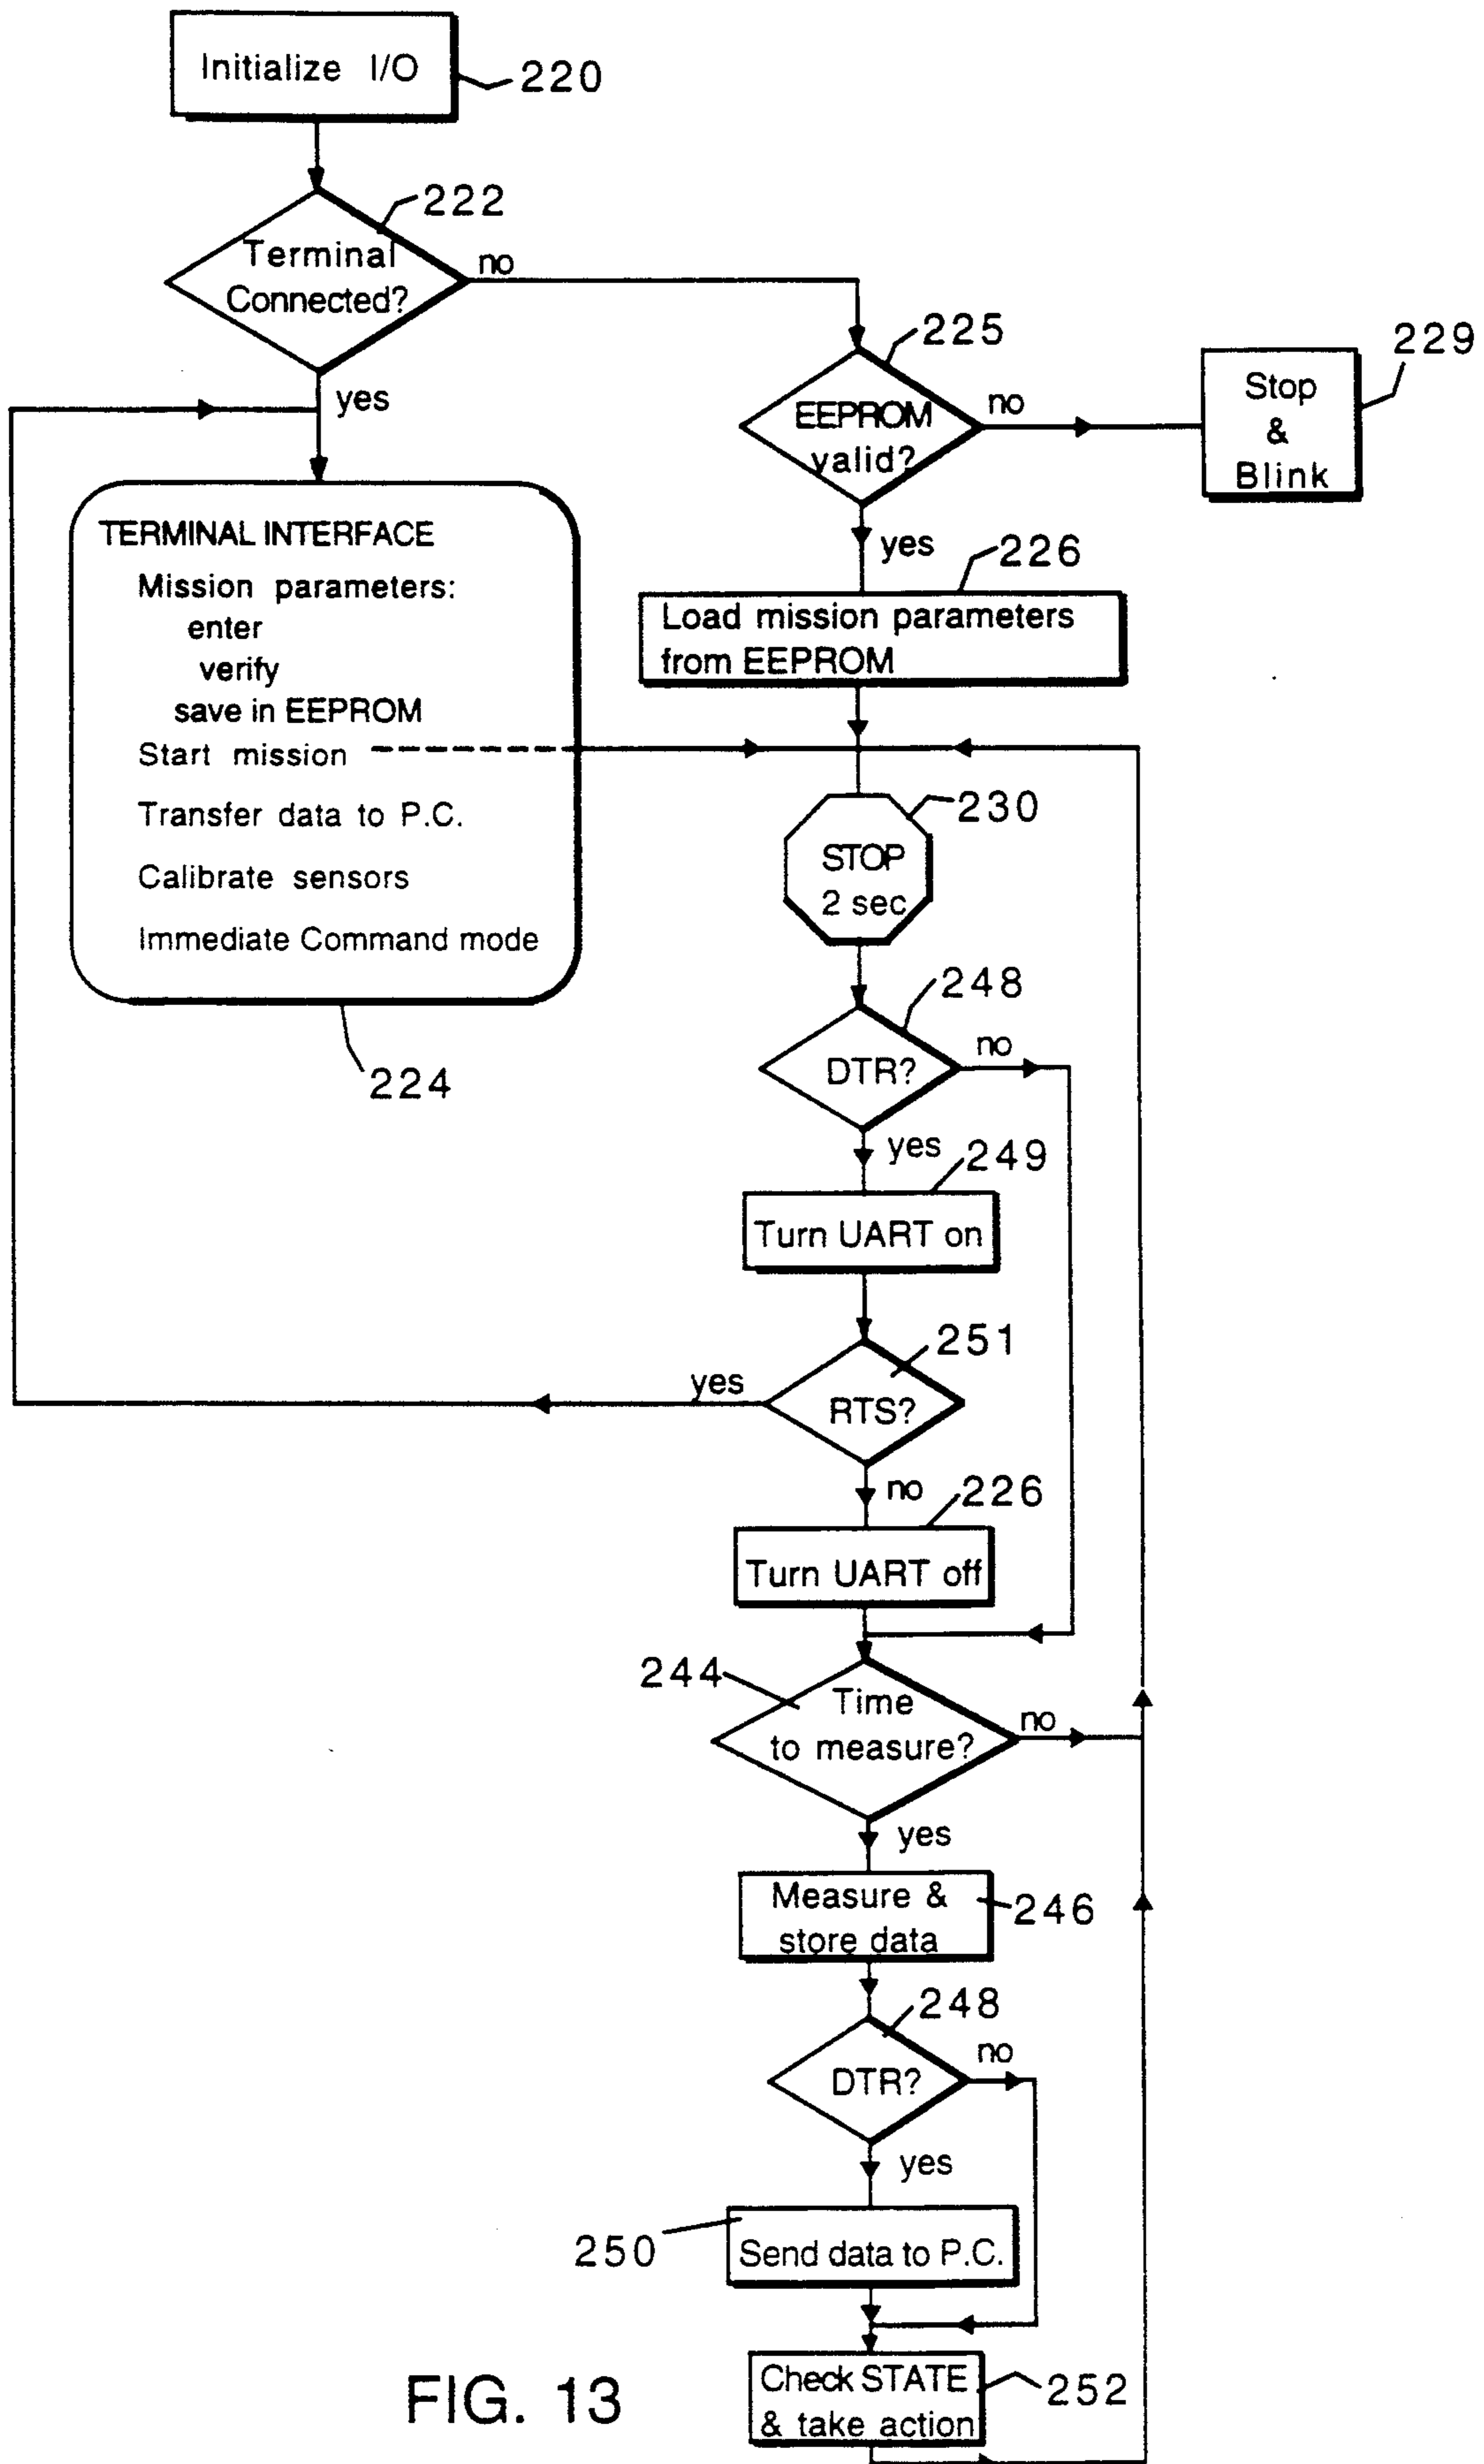 Initialize I/O
220
222
Terminal
Connected?
no
yes
225
EEPROM
valid?
no
229
Stop
&
Blink
yes
TERMINAL INTERFACE
Mission parameters:
enter
verify
save in EEPROM
Start mission
Transfer data to P.C.
Calibrate sensors
Immediate Command mode
224
226
Load mission parameters
from EEPROM
230
STOP
2 sec
248
DTR?
no
yes
249
Turn UART on
251
RTS?
yes
no
226
Turn UART off
244
Time
to measure?
no
yes
Measure &
store data
246
248
DTR?
no
yes
250
Send data to P.C.
Check STATE
& take action
252
FIG. 13